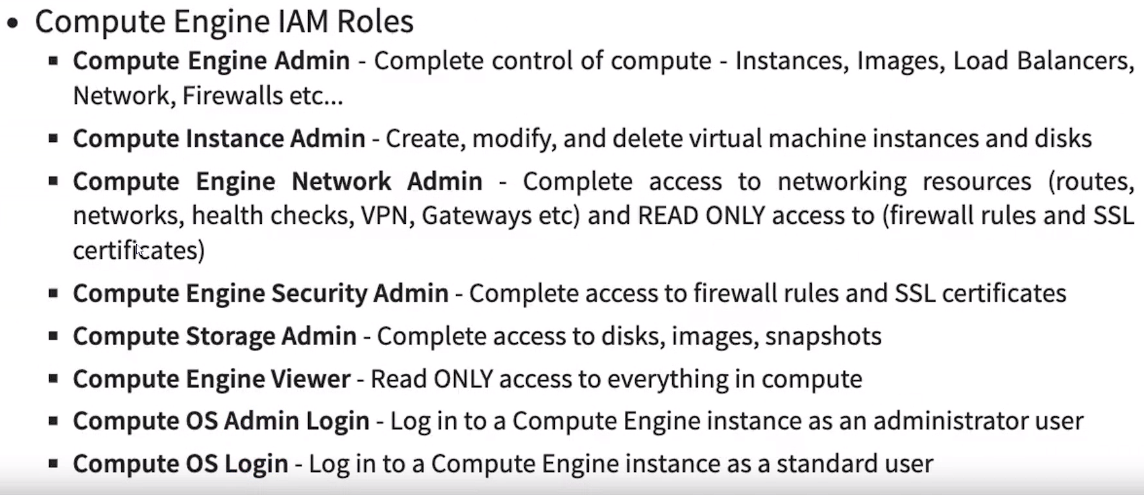 • Compute Engine IAM Roles
▪ Compute Engine Admin - Complete control of compute - Instances, Images, Load Balancers,
Network, Firewalls etc...
▪ Compute Instance Admin - Create, modify, and delete virtual machine instances and disks
▪ Compute Engine Network Admin - Complete access to networking resources (routes,
networks, health checks, VPN, Gateways etc) and READ ONLY access to (firewall rules and SSL
certificates)
▪ Compute Engine Security Admin - Complete access to firewall rules and SSL certificates
▪ Compute Storage Admin - Complete access to disks, images, snapshots
▪ Compute Engine Viewer - Read ONLY access to everything in compute
▪ Compute OS Admin Login - Log in to a Compute Engine instance as an administrator user
▪ Compute OS Login - Log in to a Compute Engine instance as a standard user